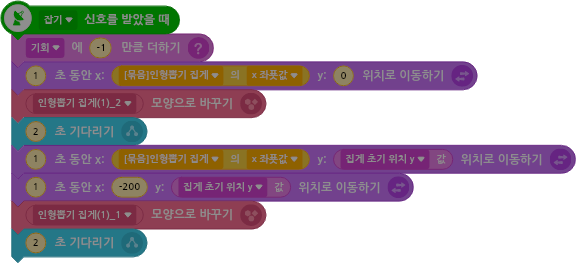 잡기 신호를 받았을 때
기회 에 -1 만큼 더하기 ?
1 초 동안 x: [묶음]인형뽑기 집게 의 x 좌푯값 y: 0 위치로 이동하기
인형뽑기 집게(1)_2 모양으로 바꾸기
2 초 기다리기
1 초 동안 x: [묶음]인형뽑기 집게 의 x 좌푯값 y: 집게 초기 위치 y 값 위치로 이동하기
1 초 동안 x: -200 y: 집게 초기 위치 y 값 위치로 이동하기
인형뽑기 집게(1)_1 모양으로 바꾸기
2 초 기다리기